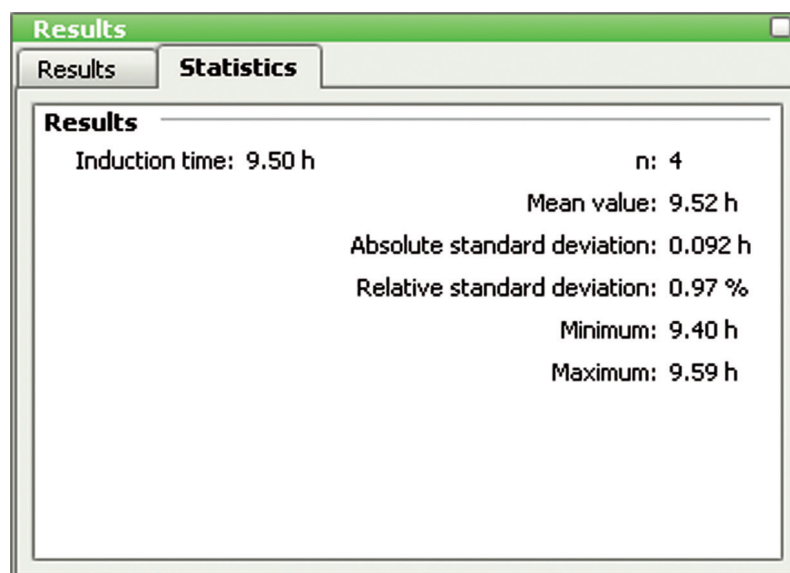 Results
Results Statistics
Results
Induction time: 9.50 h n: 4
Mean value: 9.52 h
Absolute standard deviation: 0.092 h
Relative standard deviation: 0.97 %
Minimum: 9.40 h
Maximum: 9.59 h